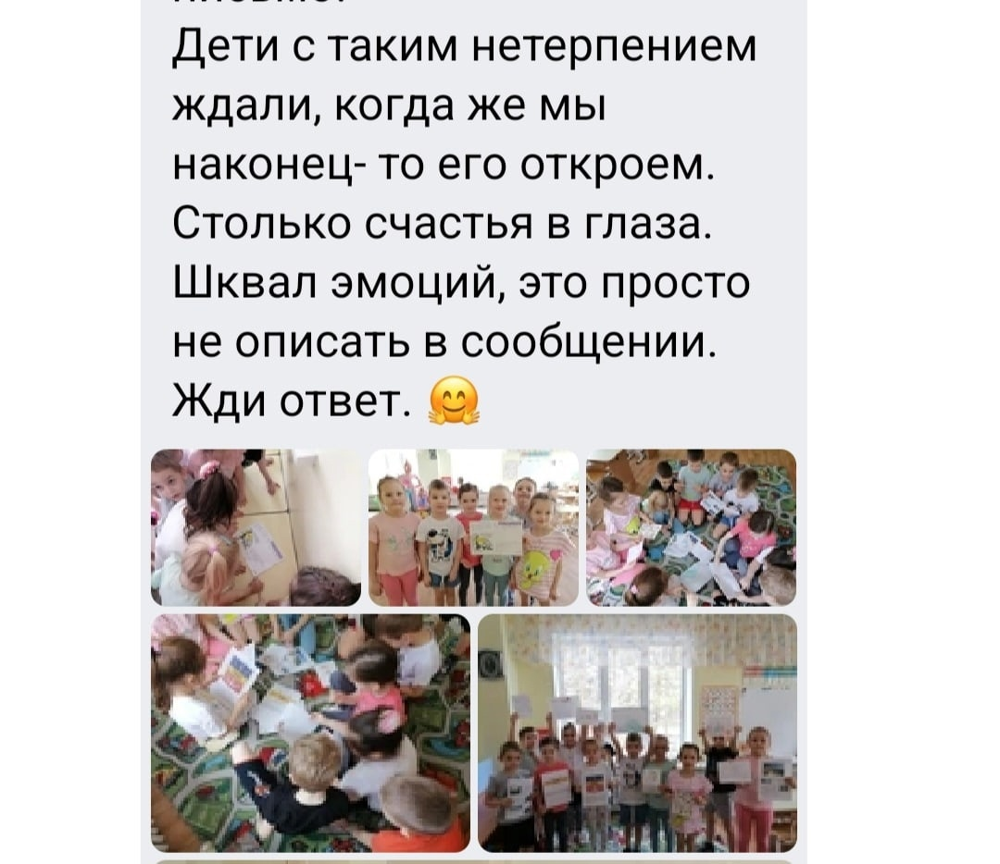 Дети с таким нетерпением
ждали, когда же мы
наконец- то его откроем.
Столько счастья в глаза.
Шквал эмоций, это просто
не описать в сообщении.
Жди ответ. 🤗